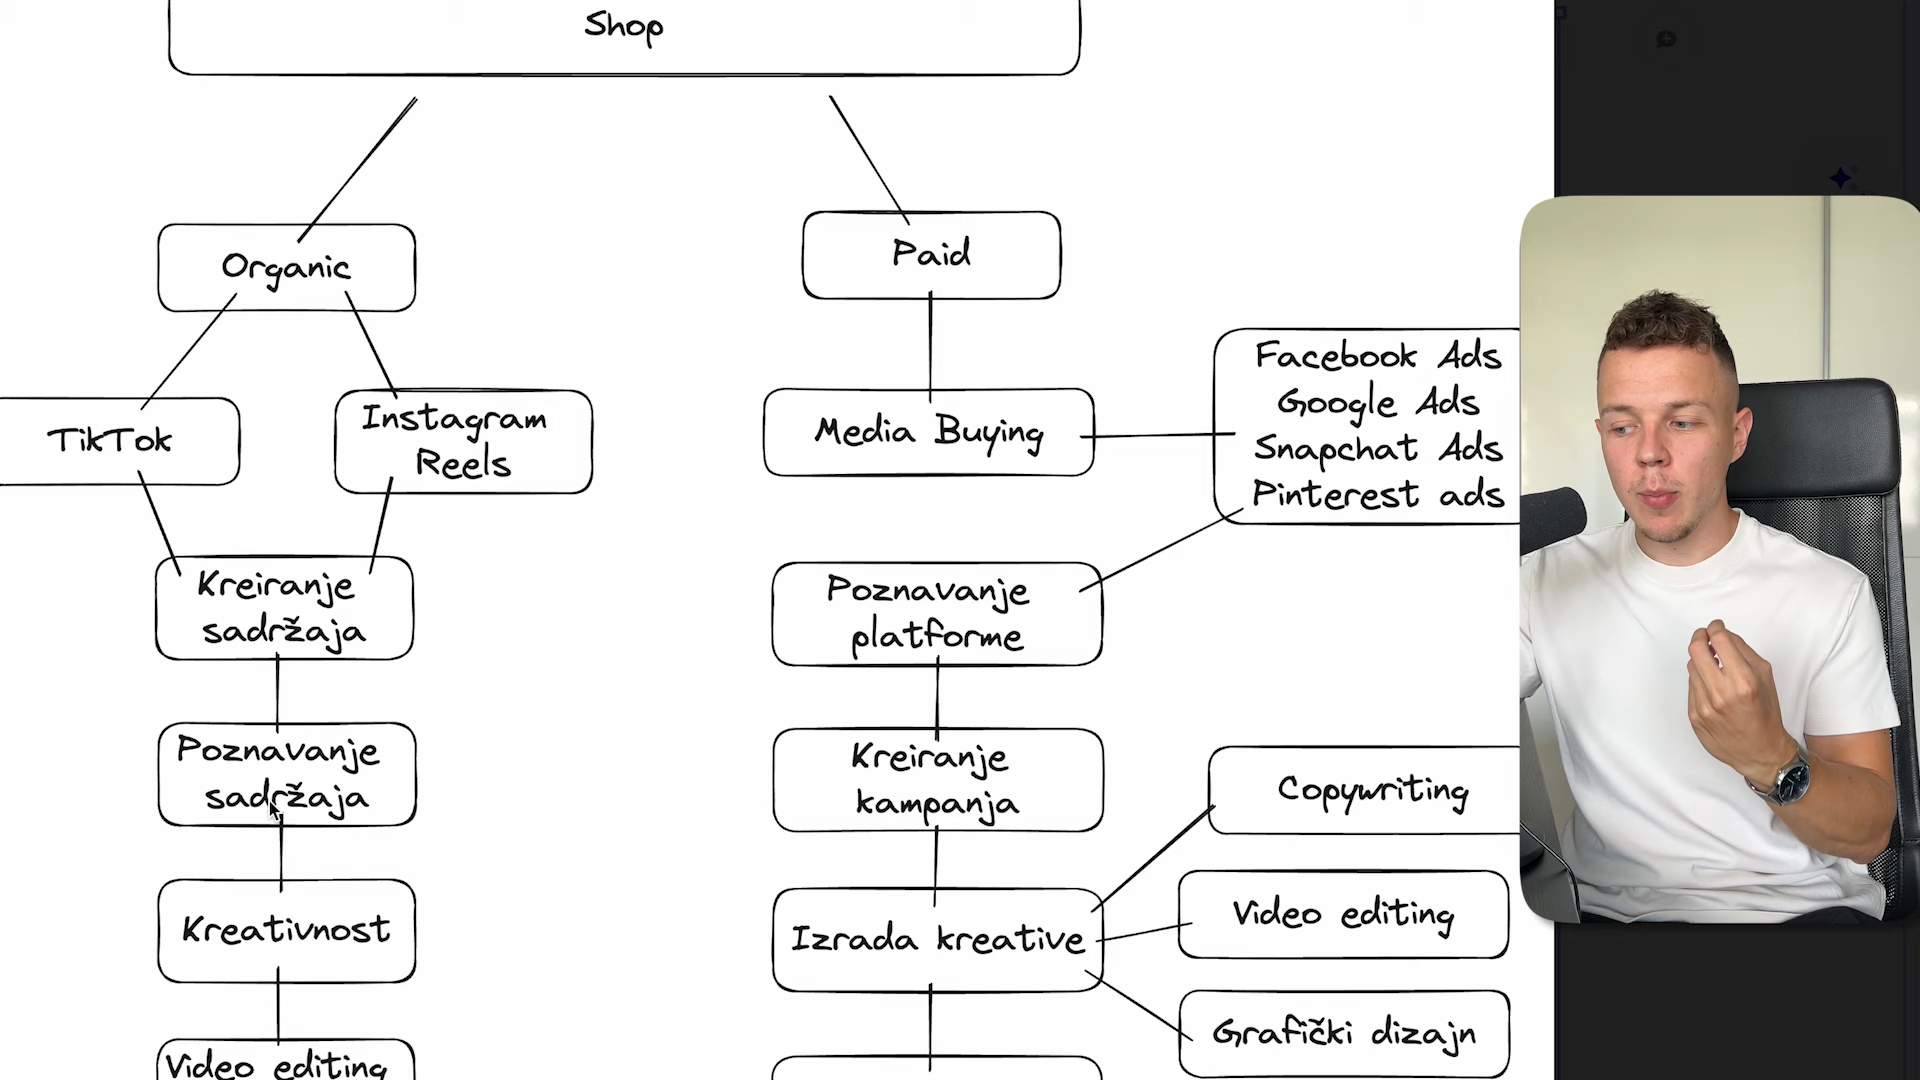 Shop
Organic
Paid
TikTok
Instagram
Reels
Media Buying
Facebook Ads
Google Ads
Snapchat Ads
Pinterest ads
Kreiranje
sadržaja
Poznavanje
platforme
Poznavanje
sadržaja
Kreiranje
kampanja
Copywriting
Kreativnost
Izrada kreative
Video editing
Grafički dizajn
Video editing